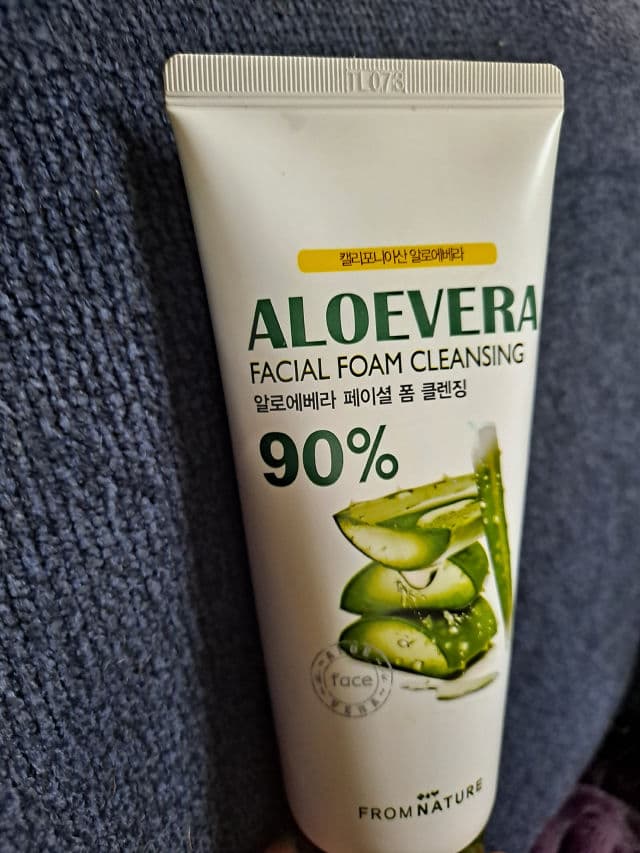 TL073
캘리포니아산 알로에베라
ALOEVERA
FACIAL FOAM CLEANSING
알로에베라 페이셜 폼 클렌징
90%
face
FROMNATURE